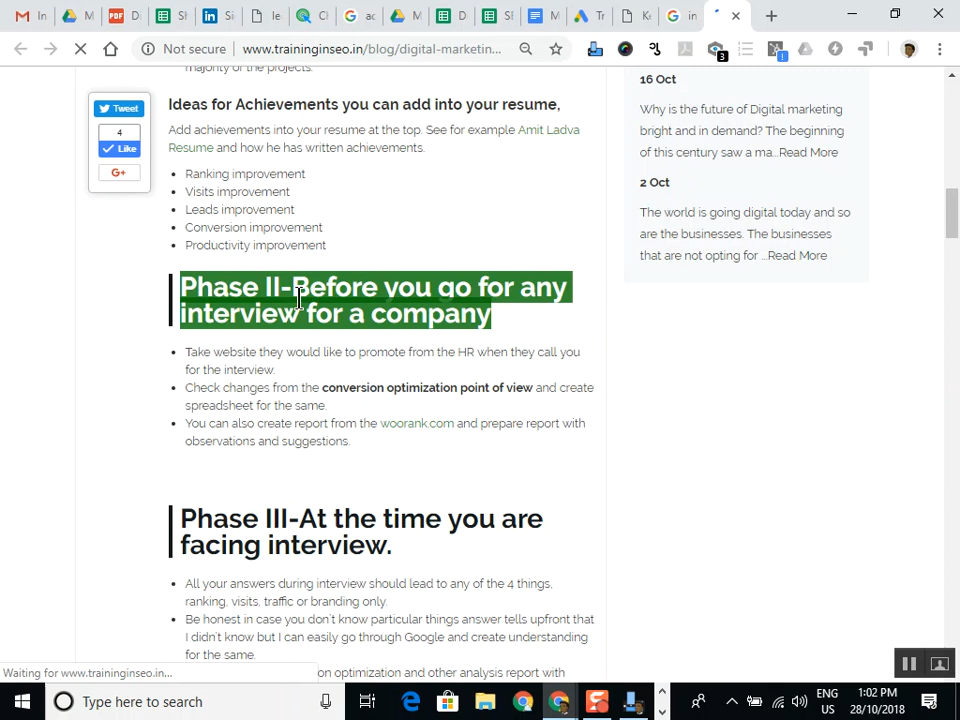 In
M
D
Sh
M
Si
le
Cl
ac
M
D
SE
M
Tr
Ke
in
Not secure
www.traininginseo.in/blog/digital-marketin...
majority of the projects.
Tweet
4
Like
G+
Ideas for Achievements you can add into your resume,
Add achievements into your resume at the top. See for example Amit Ladva
Resume and how he has written achievements.
Ranking improvement
Visits improvement
Leads improvement
Conversion improvement
Productivity improvement
Phase II-Before you go for any
interview for a company
Take website they would like to promote from the HR when they call you
for the interview.
Check changes from the conversion optimization point of view and create
spreadsheet for the same.
You can also create report from the woorank.com and prepare report with
observations and suggestions.
Phase III-At the time you are
facing interview.
All your answers during interview should lead to any of the 4 things,
ranking, visits, traffic or branding only.
Be honest in case you don't know particular things answer tells upfront that
I didn't know but I can easily go through Google and create understanding
for the same.
on optimization and other analysis report with
16 Oct
Why is the future of Digital marketing
bright and in demand? The beginning
of this century saw a ma...Read More
2 Oct
The world is going digital today and so
are the businesses. The businesses
that are not opting for ...Read More
Waiting for www.traininginseo.in...
Type here to search
ENG
US
1:02 PM
28/10/2018